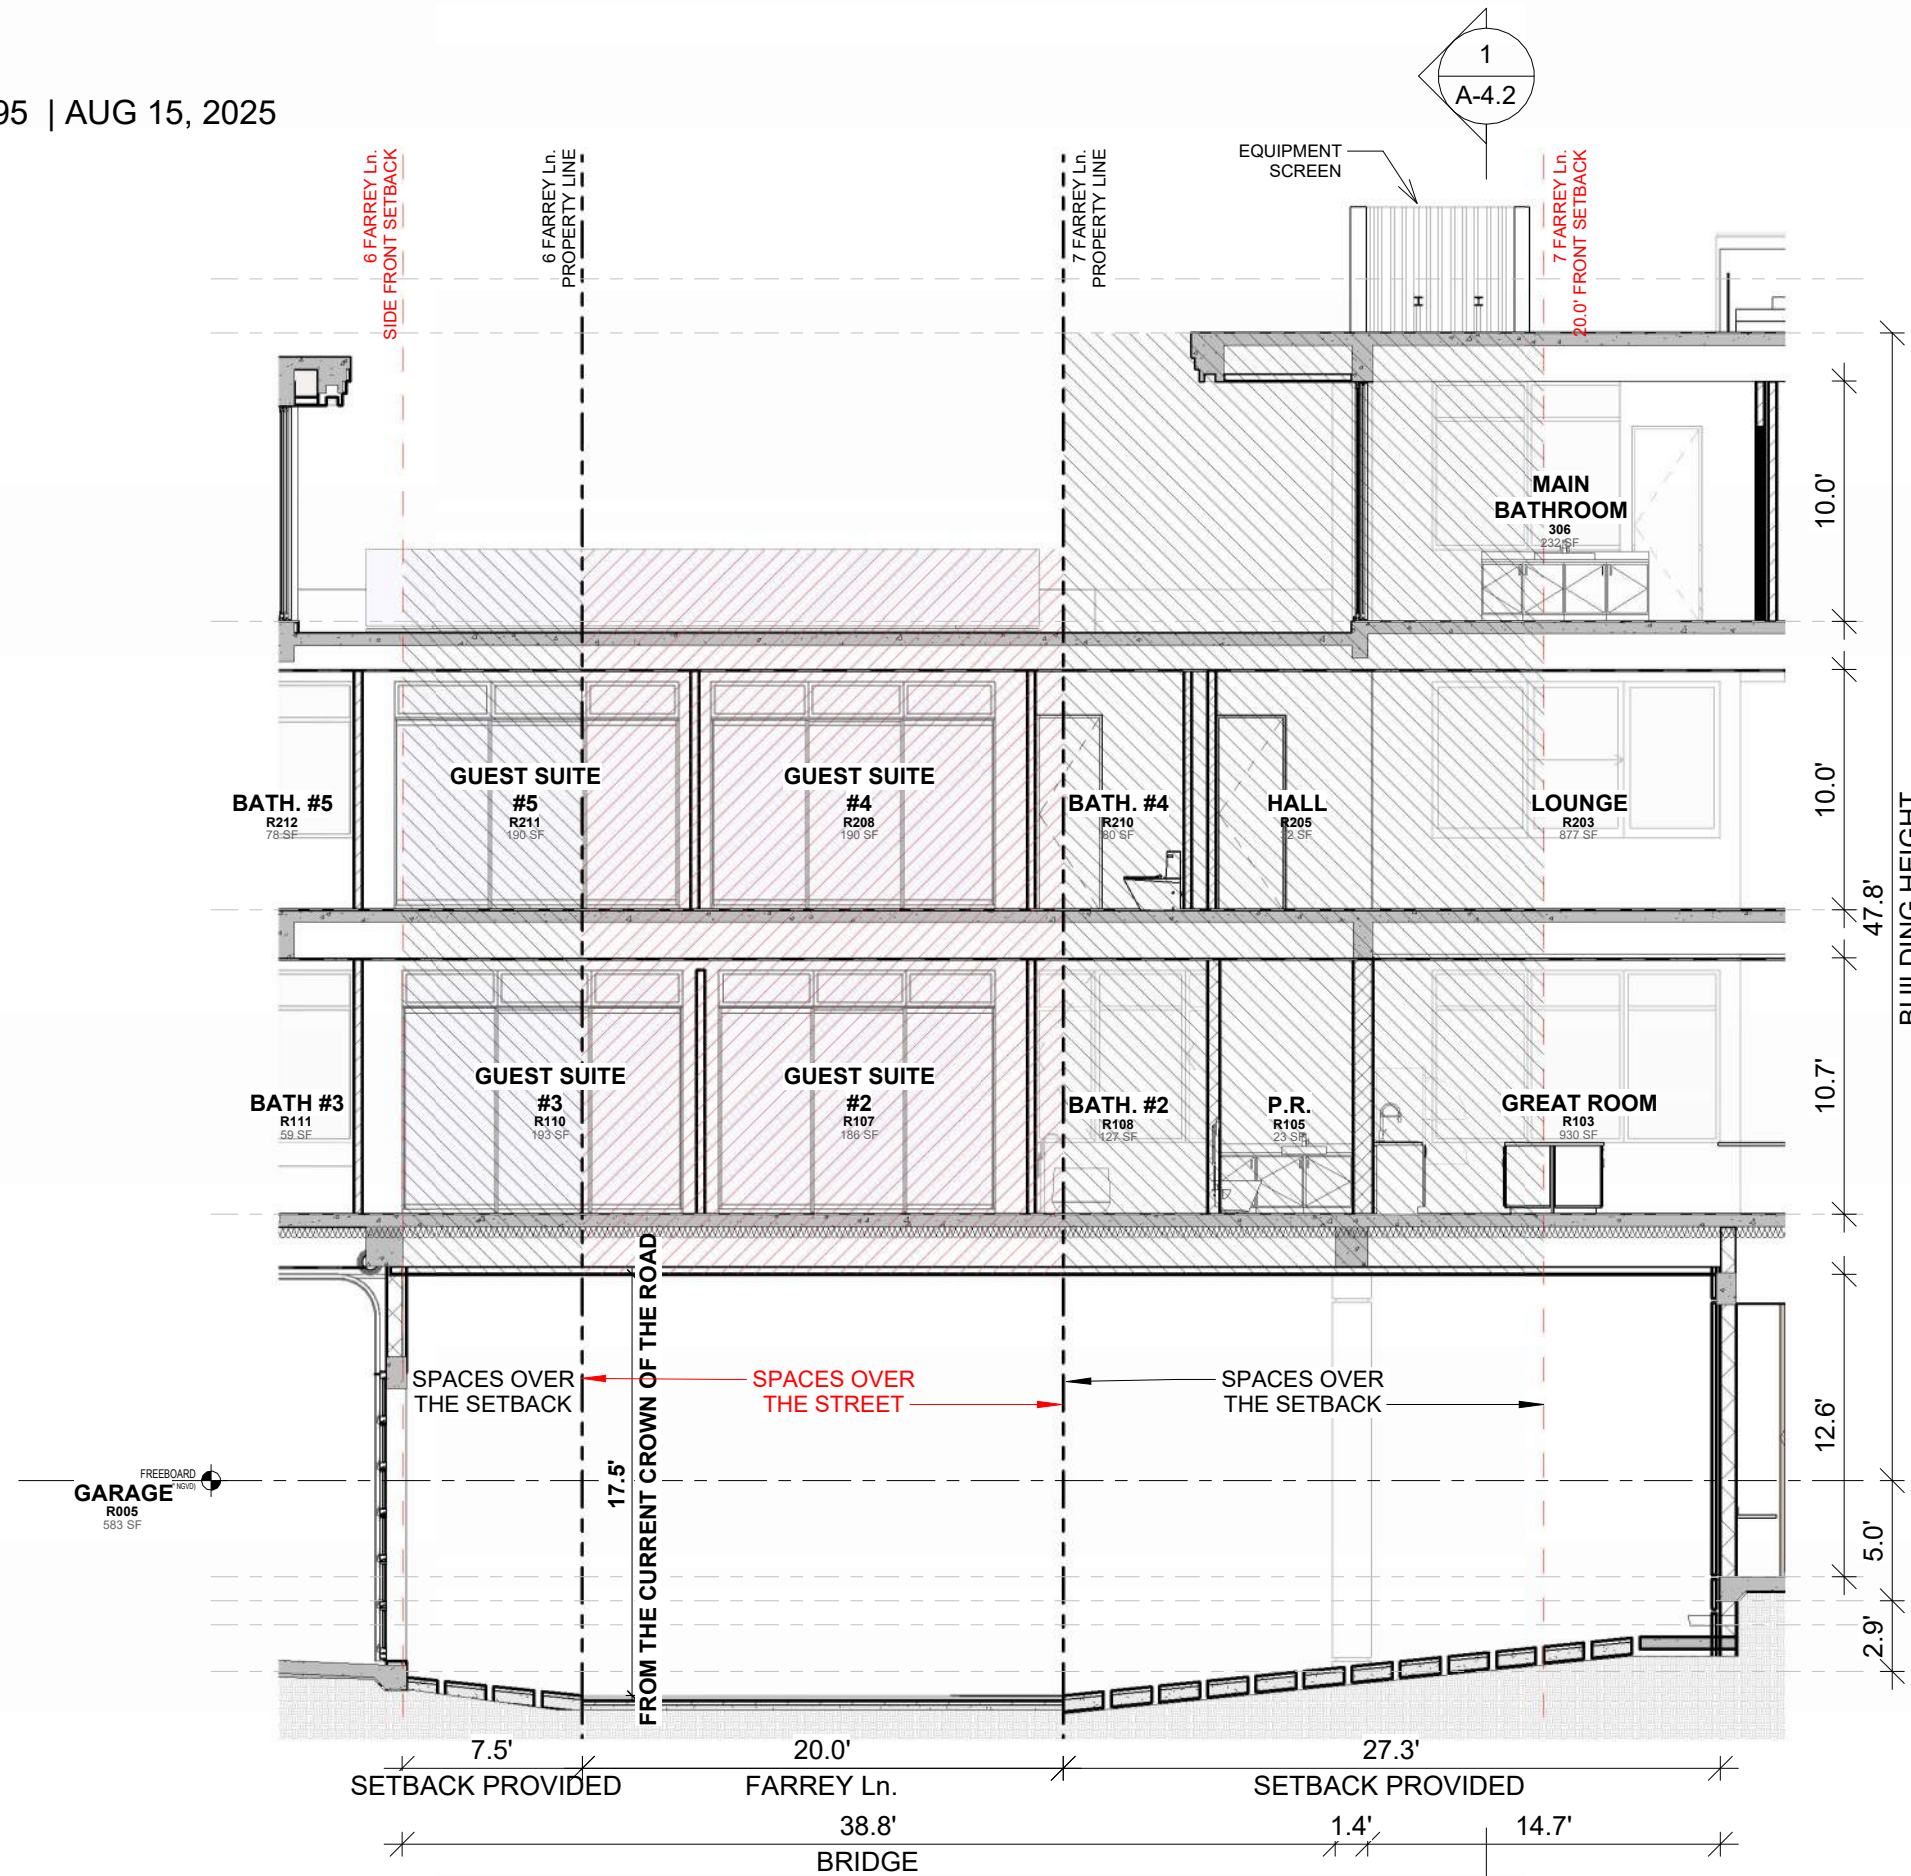 95 | AUG 15, 2025
1
A-4.2
EQUIPMENT
SCREEN
6 FARREY Ln.
SIDE FRONT SETBACK
6 FARREY Ln.
PROPERTY LINE
7 FARREY Ln.
PROPERTY LINE
7 FARREY Ln.
20.0' FRONT SETBACK
MAIN
BATHROOM
306
232 SF
10.0'
BATH. #5
R212
78 SF
GUEST SUITE
#5
R211
190 SF
GUEST SUITE
#4
R208
190 SF
BATH. #4
R210
80 SF
HALL
R205
SF
LOUNGE
R203
877 SF
10.0'
47.8'
BUILDING HEIGHT
BATH #3
R111
59 SF
GUEST SUITE
#3
R110
193 SF
GUEST SUITE
#2
R107
186 SF
BATH. #2
R108
127 SF
P.R.
R105
23 SF
GREAT ROOM
R103
930 SF
10.7'
SPACES OVER
THE SETBACK
17.5'
FROM THE CURRENT CROWN OF THE ROAD
SPACES OVER
THE STREET
SPACES OVER
THE SETBACK
12.6'
FREEBOARD
NGVD)
GARAGE
R005
583 SF
5.0'
2.9'
7.5'
20.0'
27.3'
SETBACK PROVIDED
FARREY Ln.
SETBACK PROVIDED
38.8'
1.4'
14.7'
BRIDGE